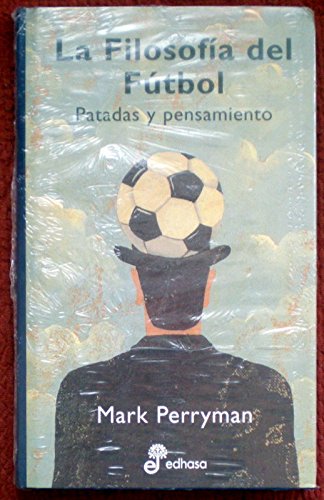 La Filosofía del
Fútbol
Patadas y pensamiento
Mark Perryman
edhasa